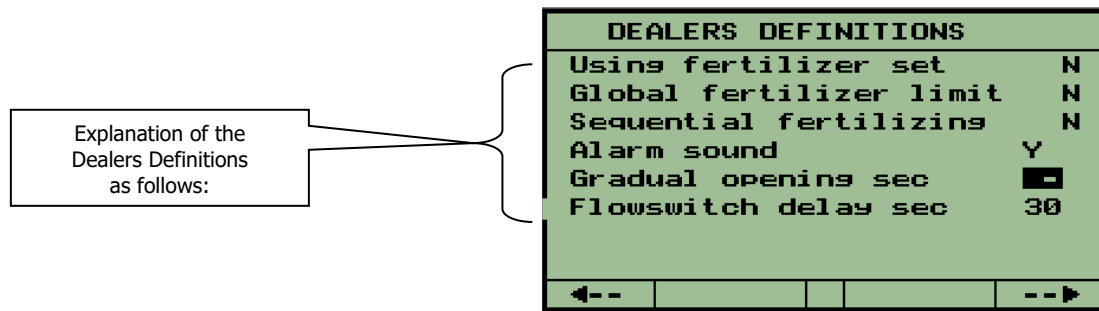 Explanation of the
Dealers Definitions
as follows:
DEALERS DEFINITIONS
Using fertilizer set N
Global fertilizer limit N
Sequential fertilizing N
Alarm sound Y
Gradual opening sec -
Flowswitch delay sec 30
◄-- --►